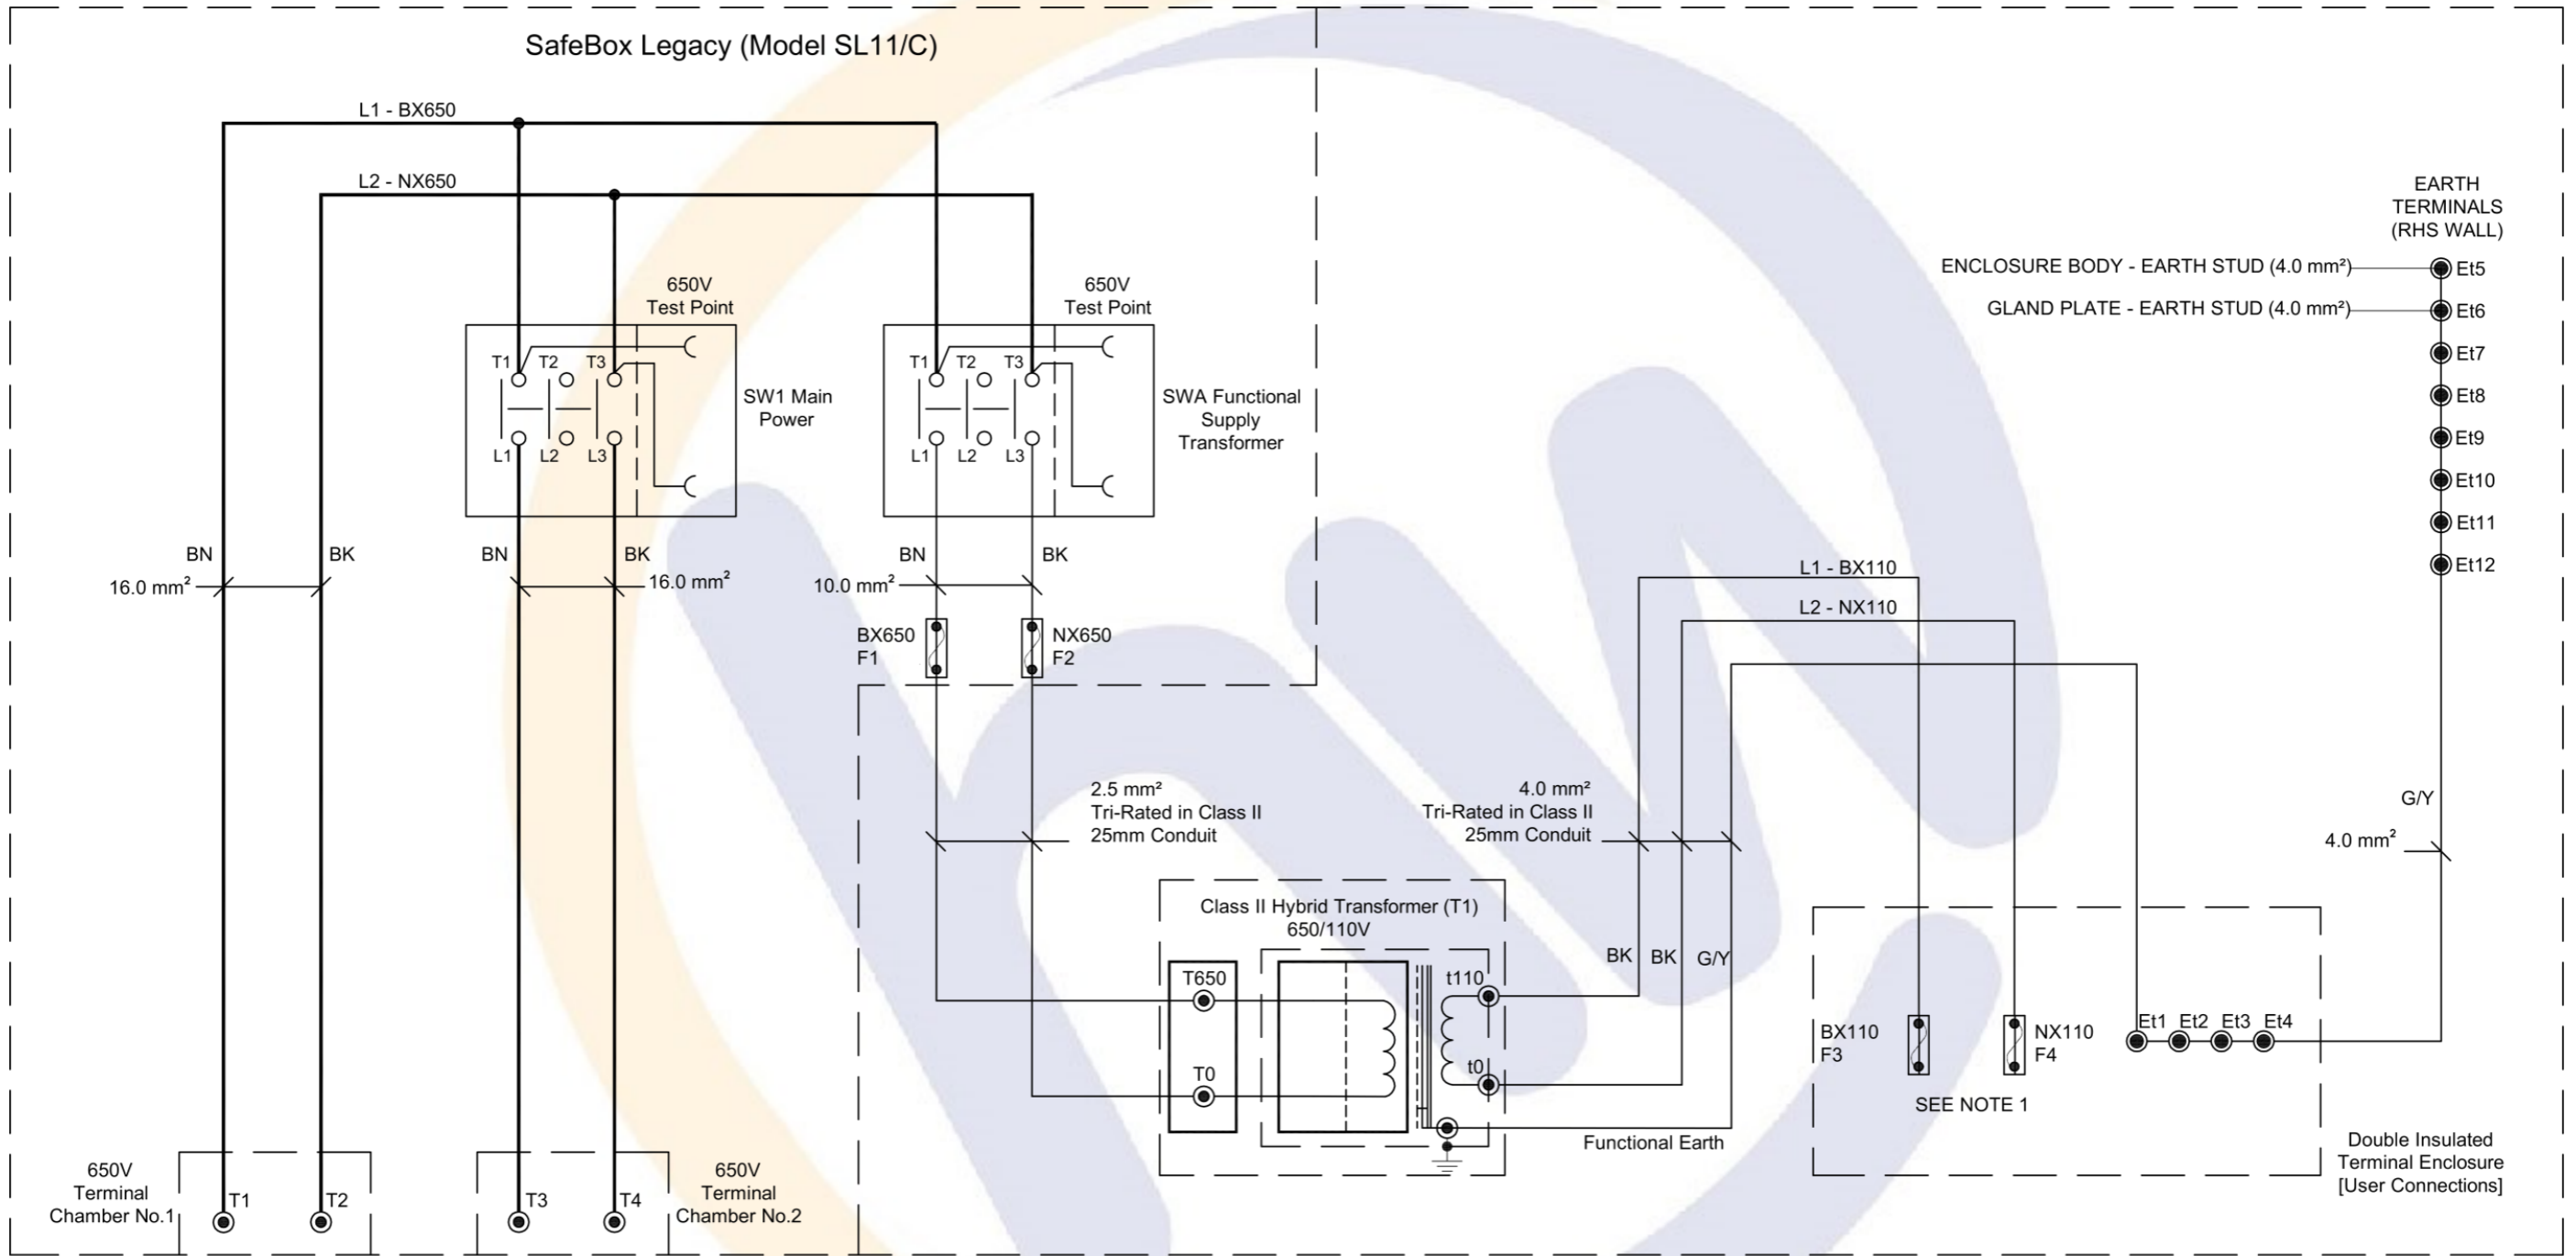 SafeBox Legacy (Model SL11/C)
L1 - BX650
L2 - NX650
650V
Test Point
T1
T2
T3
L1
L2
L3
SW1 Main
Power
650V
Test Point
T1
T2
T3
L1
L2
L3
SWA Functional
Supply
Transformer
BN
BK
16.0 mm²
BN
BK
16.0 mm²
BN
BK
10.0 mm²
BX650
F1
NX650
F2
2.5 mm²
Tri-Rated in Class II
25mm Conduit
4.0 mm²
Tri-Rated in Class II
25mm Conduit
L1 - BX110
L2 - NX110
EARTH
TERMINALS
(RHS WALL)
ENCLOSURE BODY - EARTH STUD (4.0 mm²)
Et5
GLAND PLATE - EARTH STUD (4.0 mm²)
Et6
Et7
Et8
Et9
Et10
Et11
Et12
G/Y
4.0 mm²
Class II Hybrid Transformer (T1)
650/110V
T650
T0
t110
t0
BK
BK
G/Y
Functional Earth
BX110
F3
NX110
F4
Et1
Et2
Et3
Et4
SEE NOTE 1
Double Insulated
Terminal Enclosure
[User Connections]
650V
Terminal
Chamber No.1
T1
T2
T3
T4
650V
Terminal
Chamber No.2